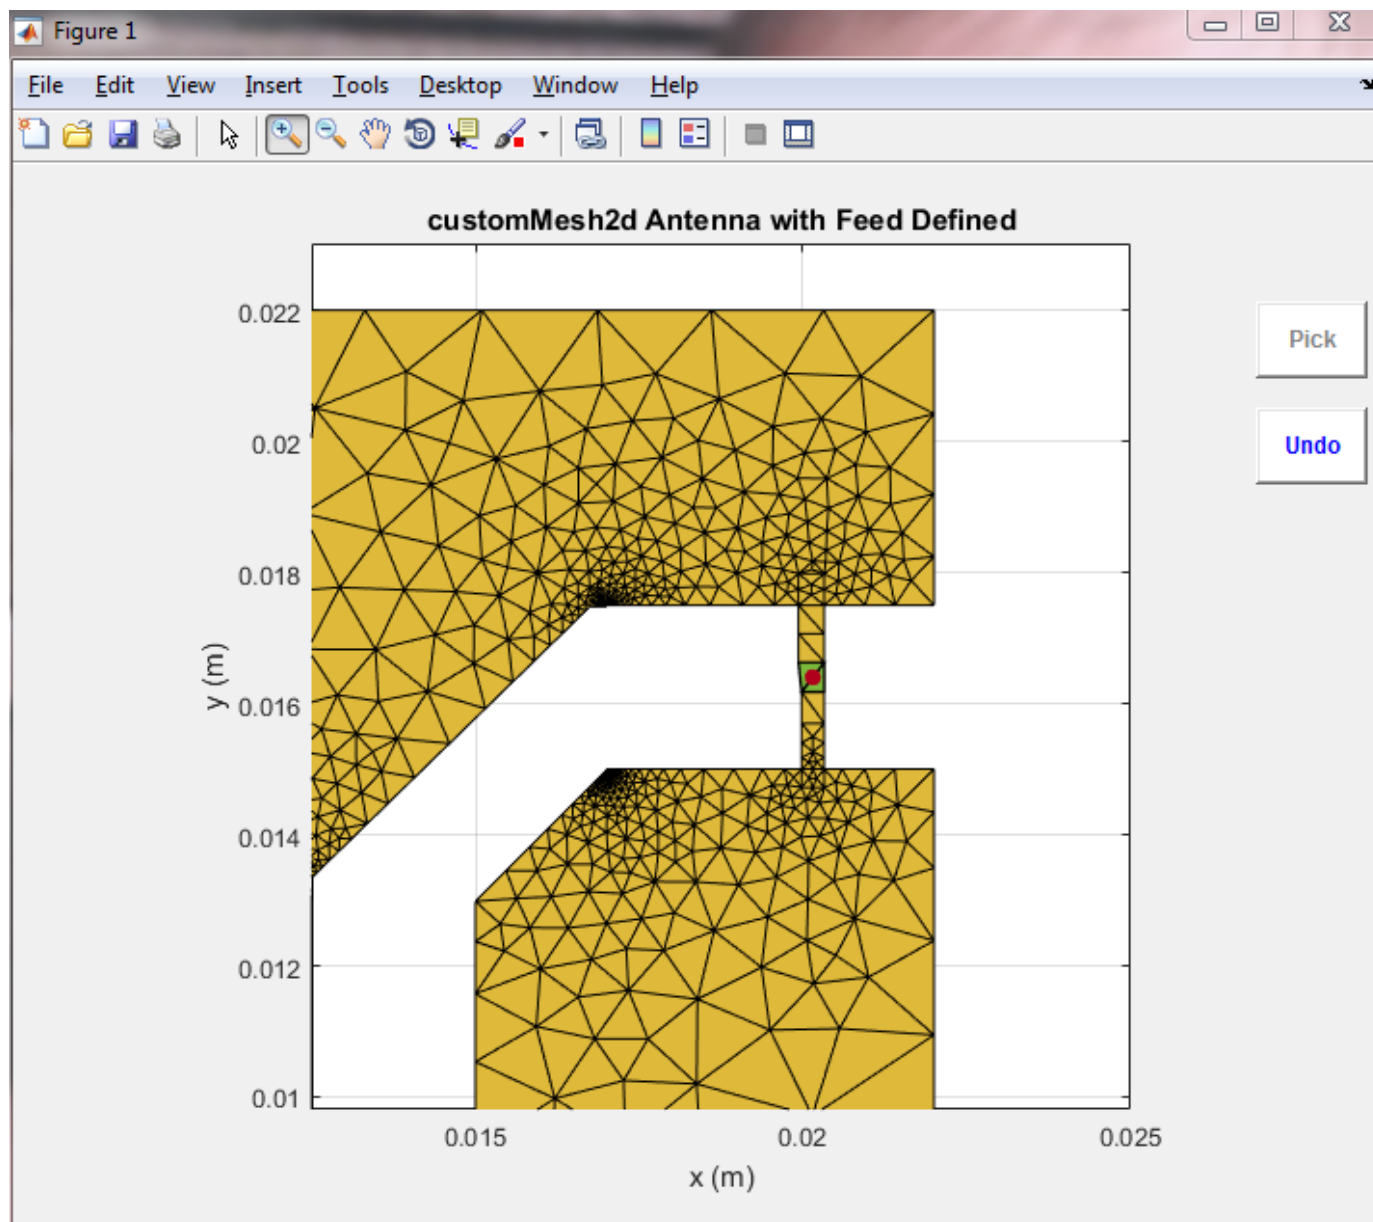 Figure 1
File Edit View Insert Tools Desktop Window Help
customMesh2d Antenna with Feed Defined
0.022
0.02
0.018
0.016
0.014
0.012
0.01
y (m)
0.015 0.02 0.025
x (m)
Pick
Undo